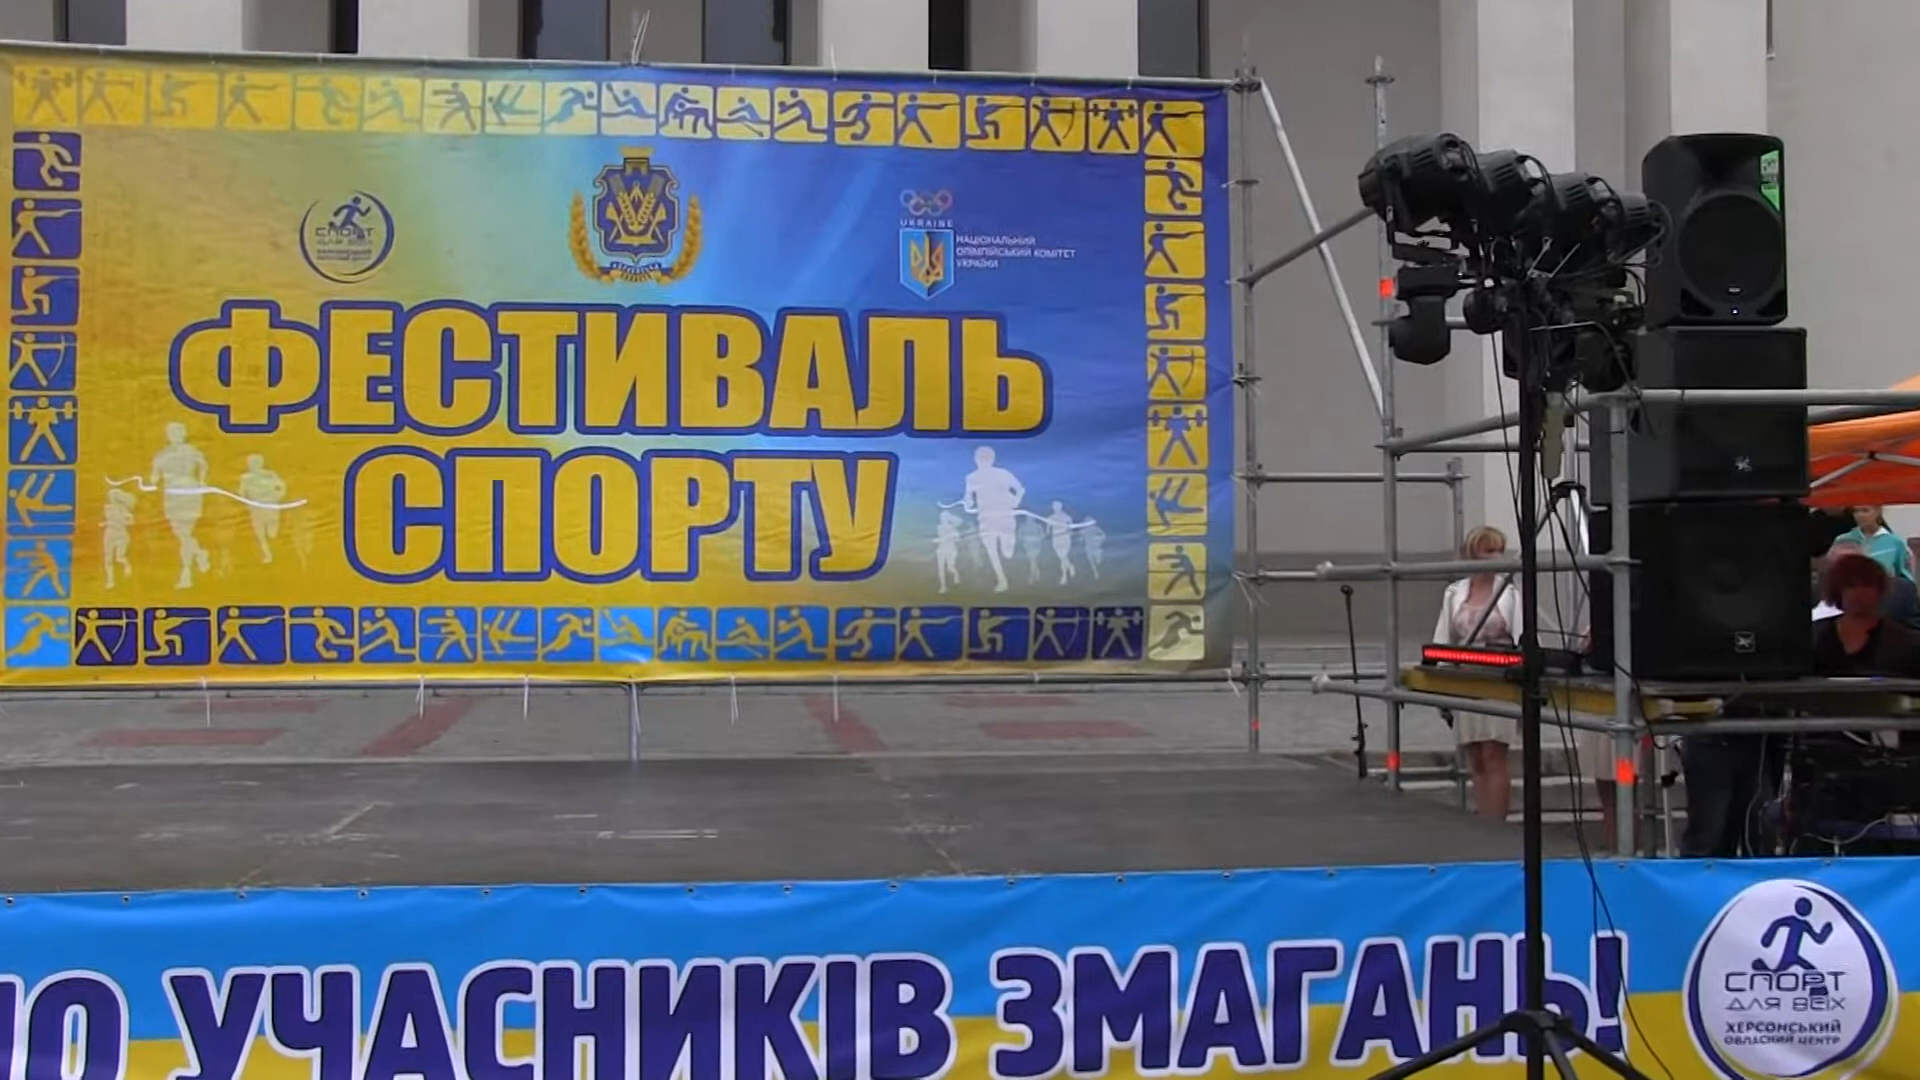 СПОРТ
ДЛЯ ВСІХ
UKRAINE
НАЦІОНАЛЬНИЙ
ОЛІМПІЙСЬКИЙ КОМІТЕТ
УКРАЇНИ
ФЕСТИВАЛЬ
СПОРТУ
УЧАСНИКІВ ЗМАГАНЬ!
СПОРТ
ДЛЯ ВСІХ
ХЕРСОНСЬКИЙ
ОБЛАСНИЙ ЦЕНТР